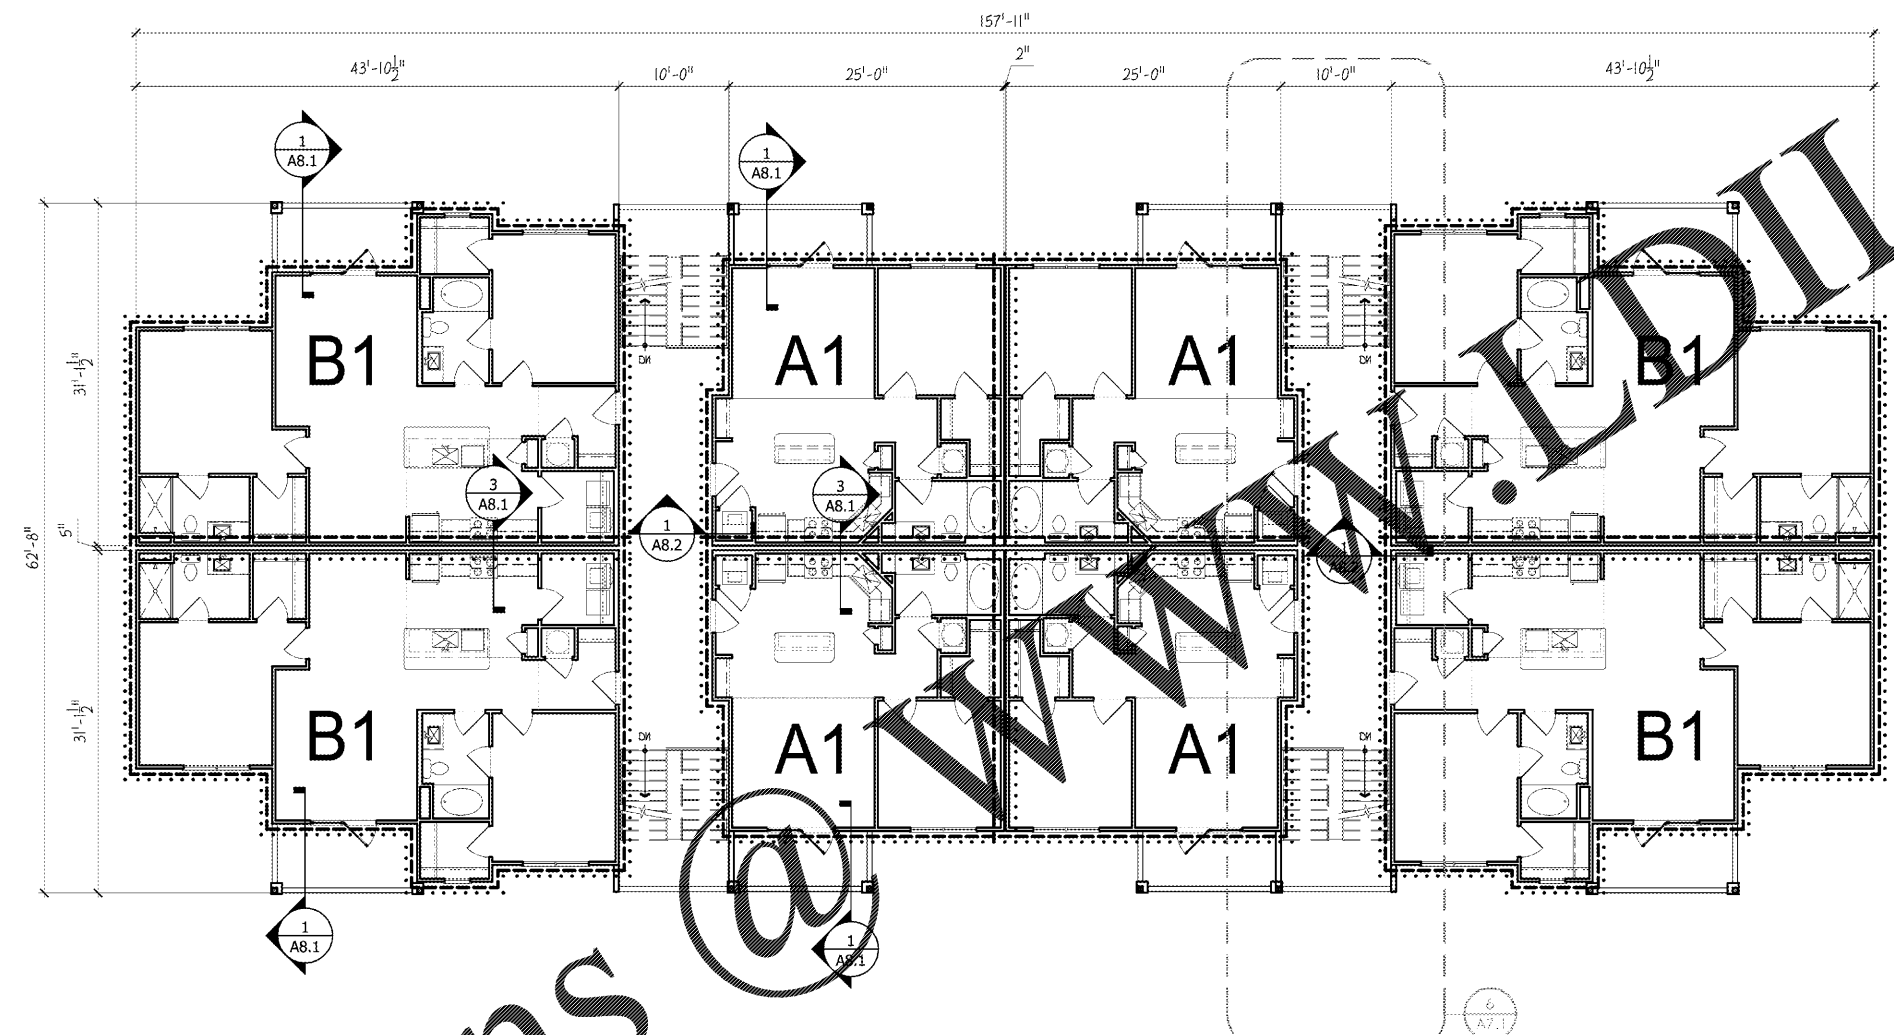 157'-11"
2"
43'-10 1/2"
10'-0"
25'-0"
25'-0"
10'-0"
43'-10 1/2"
1
A8.1
1
A8.1
DN
DN
31'-1 1/2"
B1
A1
A1
B1
3
A8.1
3
A8.1
1
A8.2
5"
62'-8"
31'-1 1/2"
B1
A1
A1
B1
DN
DN
1
A8.1
1
A8.1
6
A7.1
ns @ www.LDII